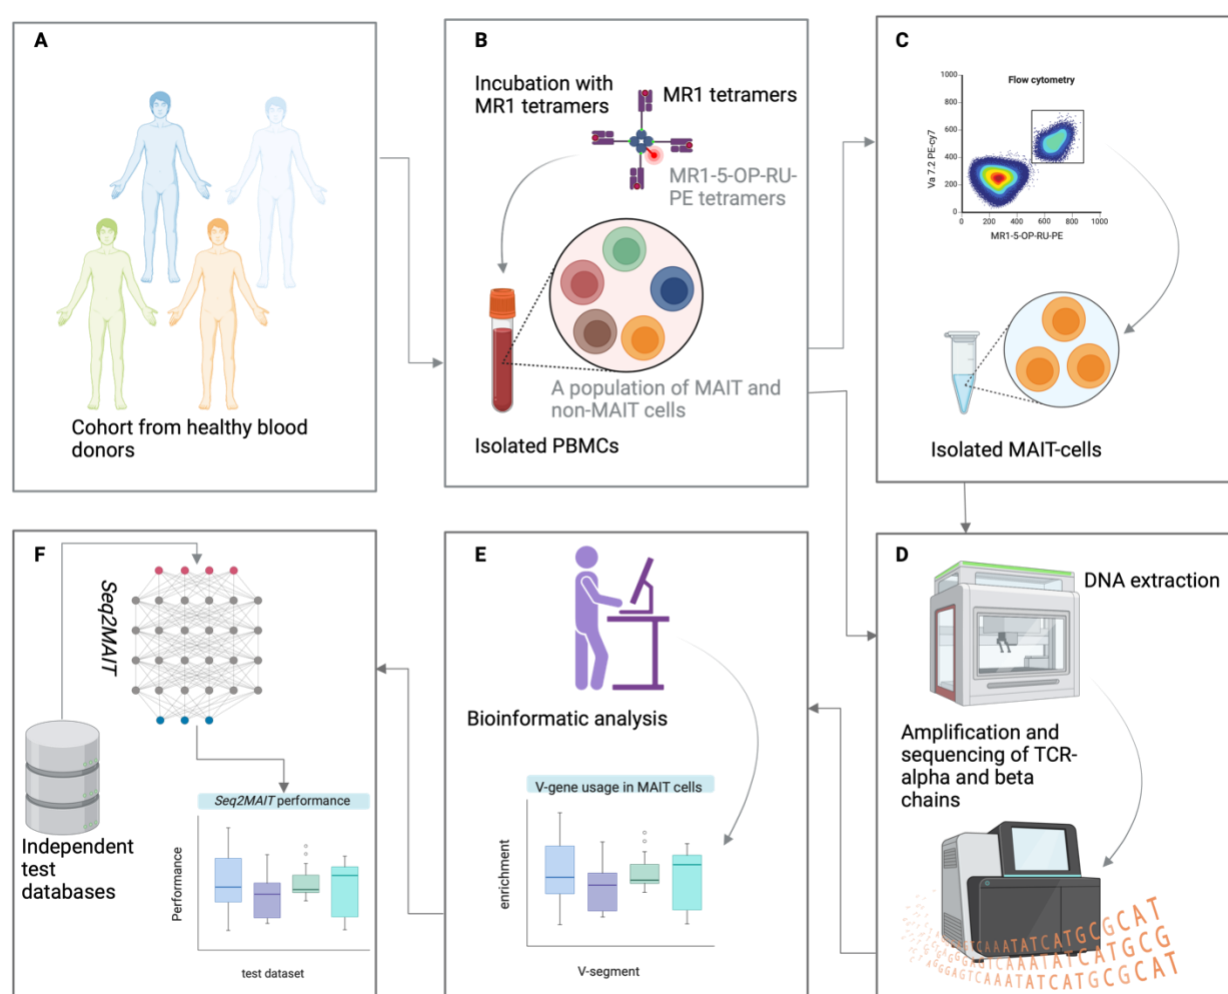 A
Cohort from healthy blood
donors
B
Incubation with
MR1 tetramers
MR1 tetramers
MR1-5-OP-RU-
PE tetramers
A population of MAIT and
non-MAIT cells
Isolated PBMCs
C
Flow cytometry
1000
800
600
400
200
0
Va 7.2 PE-cy7
0 200 400 600 800 1000
MR1-5-OP-RU-PE
Isolated MAIT-cells
D
DNA extraction
Amplification and
sequencing of TCR-
alpha and beta
chains
CAAATATCATGCGCAT
GGGAGTCAAATATCATGCG
GGGAGTCAAATATCATGCGCAT
E
Bioinformatic analysis
V-gene usage in MAIT cells
enrichment
V-segment
F
Seq2MAIT
Independent
test
databases
Seq2MAIT performance
Performance
test dataset